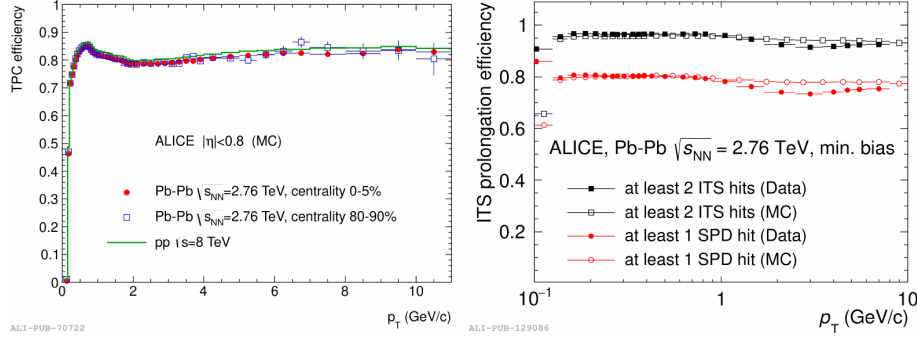 TPC efficiency
1
0.9
0.8
0.7
0.6
0.5
0.4
0.3
0.2
0.1
0
ALICE |η|<0.8 (MC)
Pb-Pb √sNN=2.76 TeV, centrality 0-5%
Pb-Pb √sNN=2.76 TeV, centrality 80-90%
pp √s=8 TeV
0 2 4 6 8 10
pT (GeV/c)
ALI-PUB-70722
ITS prolongation efficiency
1
0.8
0.6
0.4
0.2
0
ALICE, Pb-Pb √sNN = 2.76 TeV, min. bias
at least 2 ITS hits (Data)
at least 2 ITS hits (MC)
at least 1 SPD hit (Data)
at least 1 SPD hit (MC)
10⁻¹ 1 10
pT (GeV/c)
ALI-PUB-129086